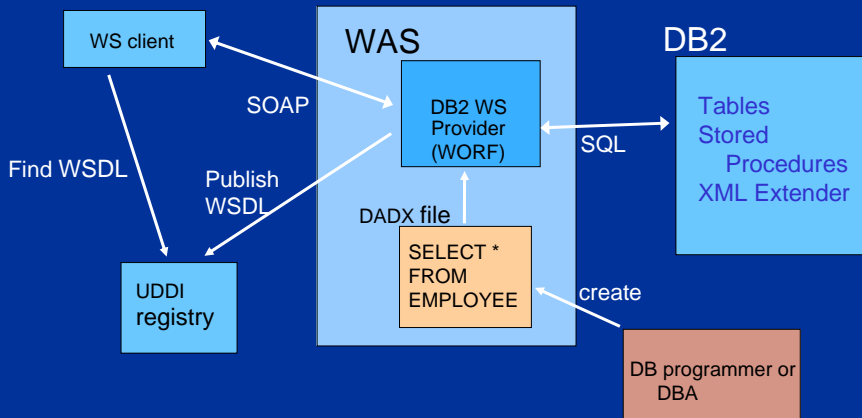 WS client
WAS
DB2
SOAP
DB2 WS
Provider
(WORF)
SQL
Tables
Stored
Procedures
XML Extender
Find WSDL
Publish
WSDL
DADX file
UDDI
registry
SELECT *
FROM
EMPLOYEE
create
DB programmer or
DBA